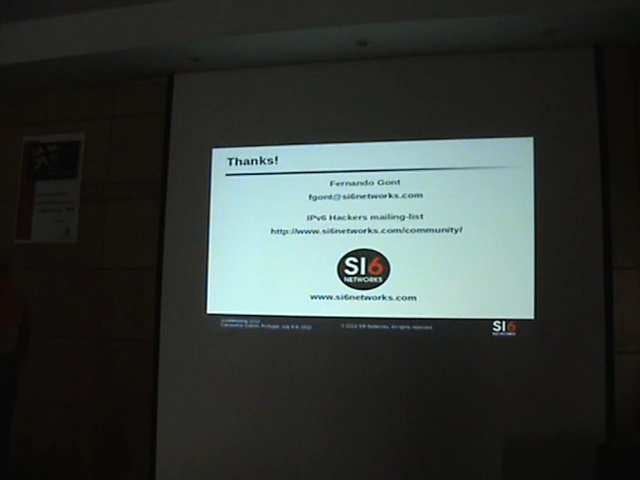 Thanks!
Fernando Gont
fgont@si6networks.com
IPv6 Hackers mailing-list
http://www.si6networks.com/community/
SI6
NETWORKS
www.si6networks.com
SI6
NETWORKS